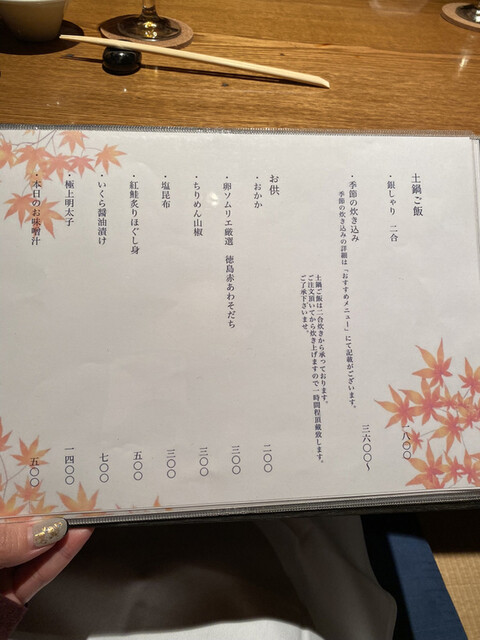 土鍋ご飯
・銀しゃり 二合 一八〇〇
・季節の炊き込み 三六〇〇〜
季節の炊き込みの詳細は「おすすめメニュー」にて記載がございます。
土鍋ご飯は二合炊きから承っております。
ご注文頂いてから炊き上げますので一時間程頂戴致します。
ご了承下さいませ。
お供
・おかか 二〇〇
・卵ソムリエ厳選 徳島赤あわそだち 三〇〇
・ちりめん山椒 三〇〇
・塩昆布 三〇〇
・紅鮭炙りほぐし身 五〇〇
・いくら醤油漬け 七〇〇
・極上明太子 一四〇〇
・本日のお味噌汁 五〇〇